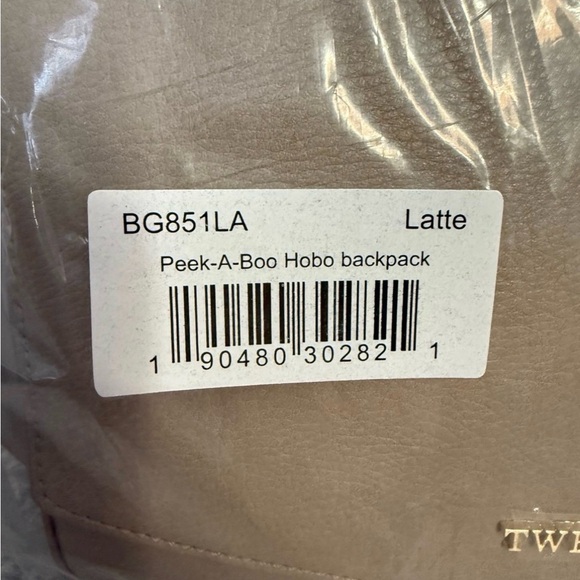 BG851LA Latte
Peek-A-Boo Hobo backpack
1 90480 30282 1